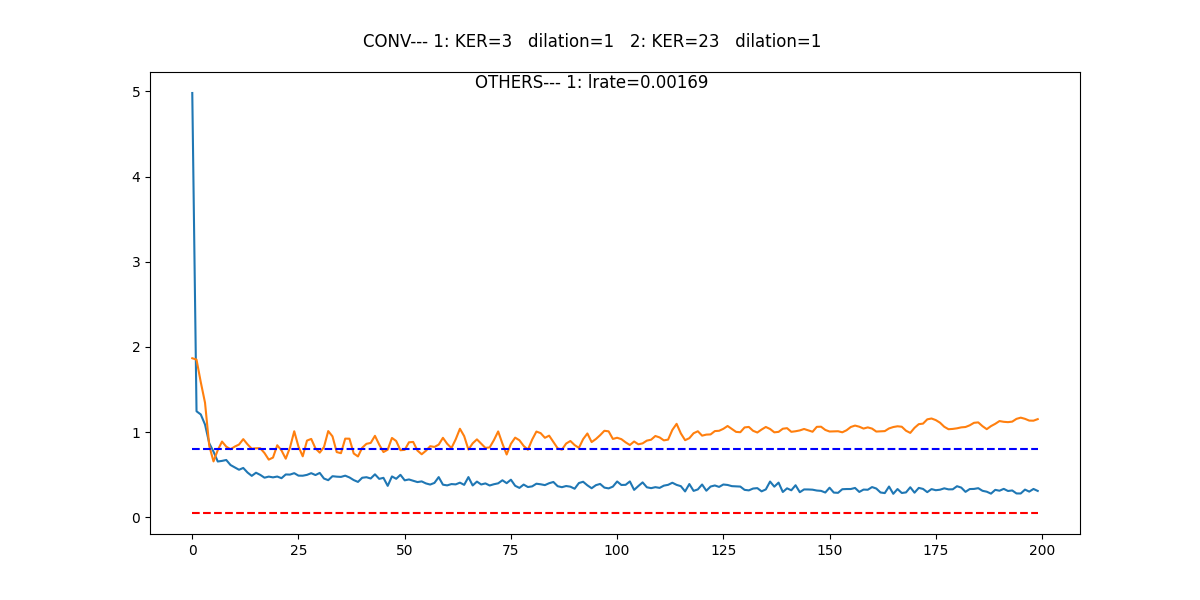 CONV--- 1: KER=3   dilation=1   2: KER=23   dilation=1
OTHERS--- 1: lrate=0.00169
5
4
3
2
1
0
0 25 50 75 100 125 150 175 200